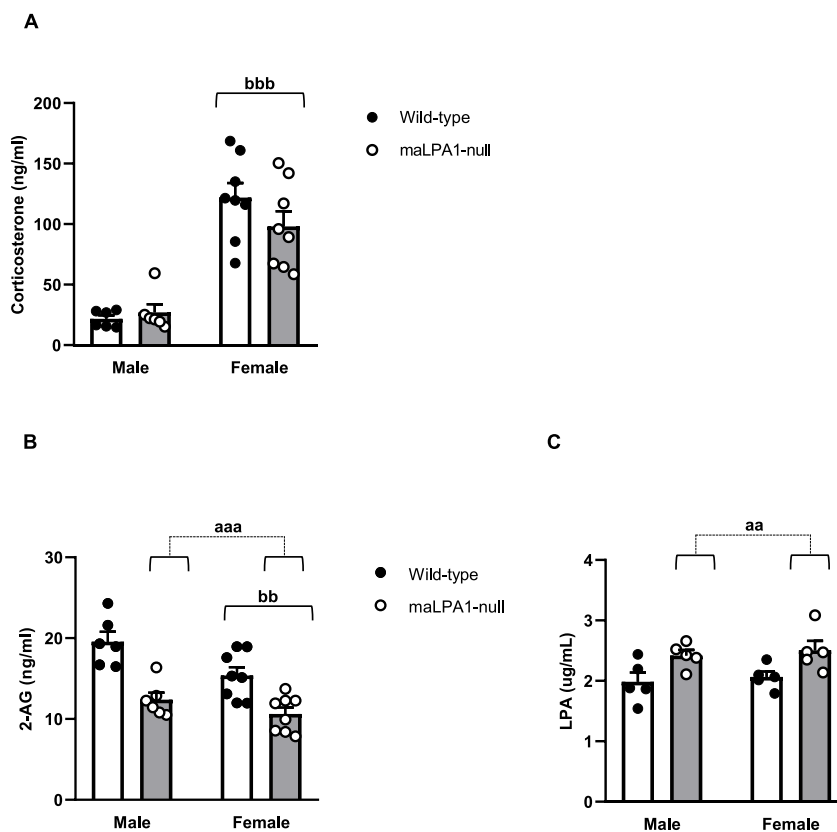 A
bbb
Corticosterone (ng/ml)
200
150
100
50
0
Male Female
Wild-type
maLPA1-null
B
aaa
bb
2-AG (ng/ml)
30
20
10
0
Male Female
Wild-type
maLPA1-null
C
aa
LPA (ug/mL)
4
3
2
1
0
Male Female